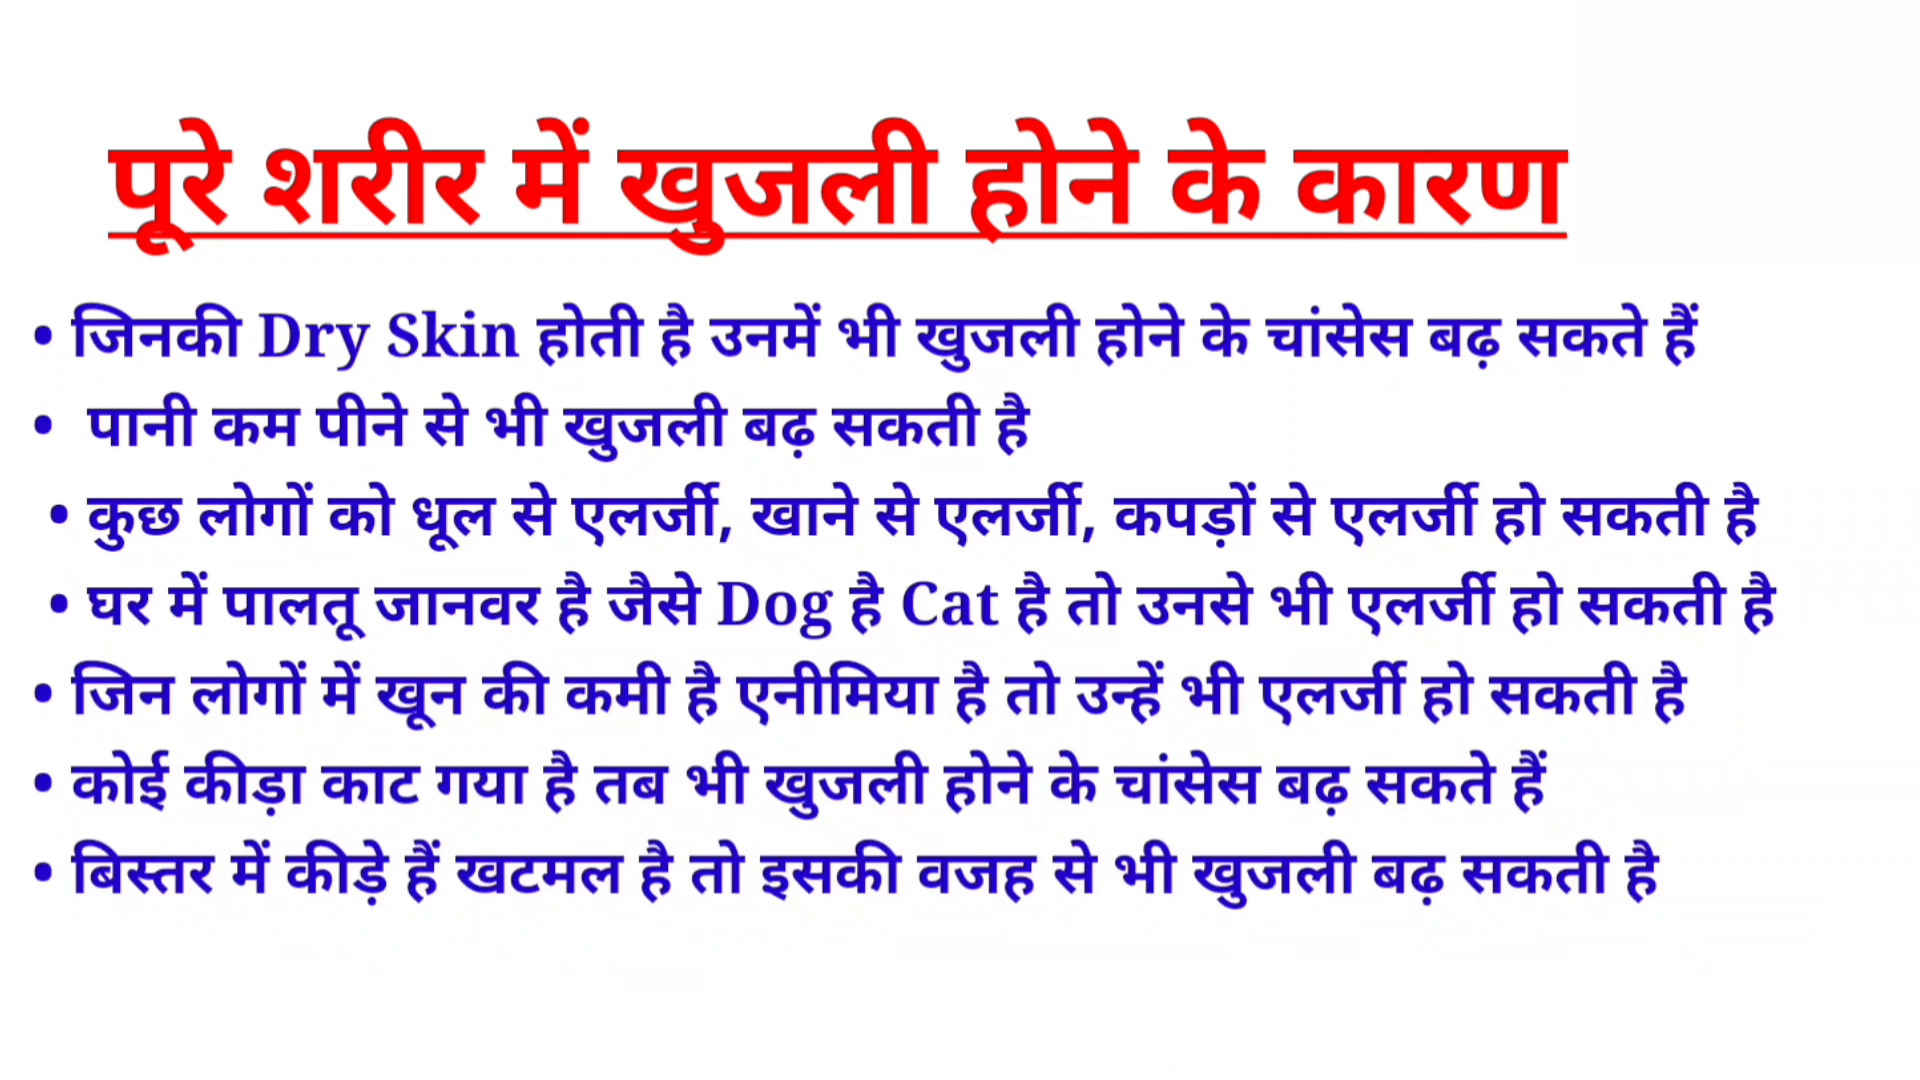 पूरे शरीर में खुजली होने के कारण
• जिनकी Dry Skin होती है उनमें भी खुजली होने के चांसेस बढ़ सकते हैं
• पानी कम पीने से भी खुजली बढ़ सकती है
• कुछ लोगों को धूल से एलर्जी, खाने से एलर्जी, कपड़ों से एलर्जी हो सकती है
• घर में पालतू जानवर है जैसे Dog है Cat है तो उनसे भी एलर्जी हो सकती है
• जिन लोगों में खून की कमी है एनीमिया है तो उन्हें भी एलर्जी हो सकती है
• कोई कीड़ा काट गया है तब भी खुजली होने के चांसेस बढ़ सकते हैं
• बिस्तर में कीड़े हैं खटमल है तो इसकी वजह से भी खुजली बढ़ सकती है